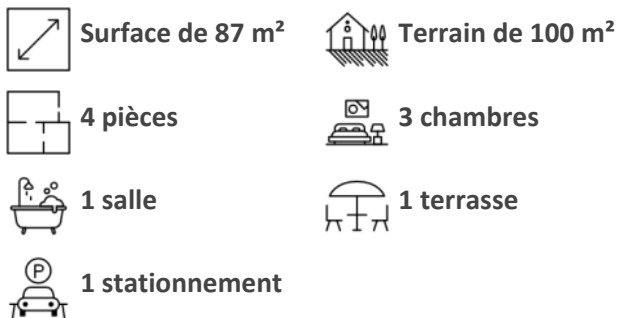 Surface de 87 m²
Terrain de 100 m²
4 pièces
3 chambres
1 salle
1 terrasse
P
1 stationnement